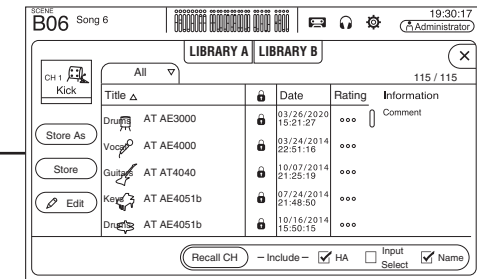 SCENE
B06 Song 6
19:30:17
Administrator
LIBRARY A LIBRARY B
CH 1
Kick
All
115 / 115
Title Date Rating Information
Drums AT AE3000 03/26/2020 15:21:27 Comment
Vocal AT AE4000 03/24/2014 22:51:16
Guitars AT AT4040 10/07/2014 21:25:19
Keys AT AE4051b 07/24/2014 21:48:50
Drums AT AE4051b 10/16/2014 15:50:15
Store As
Store
Edit
Recall CH – Include – HA Input Select Name